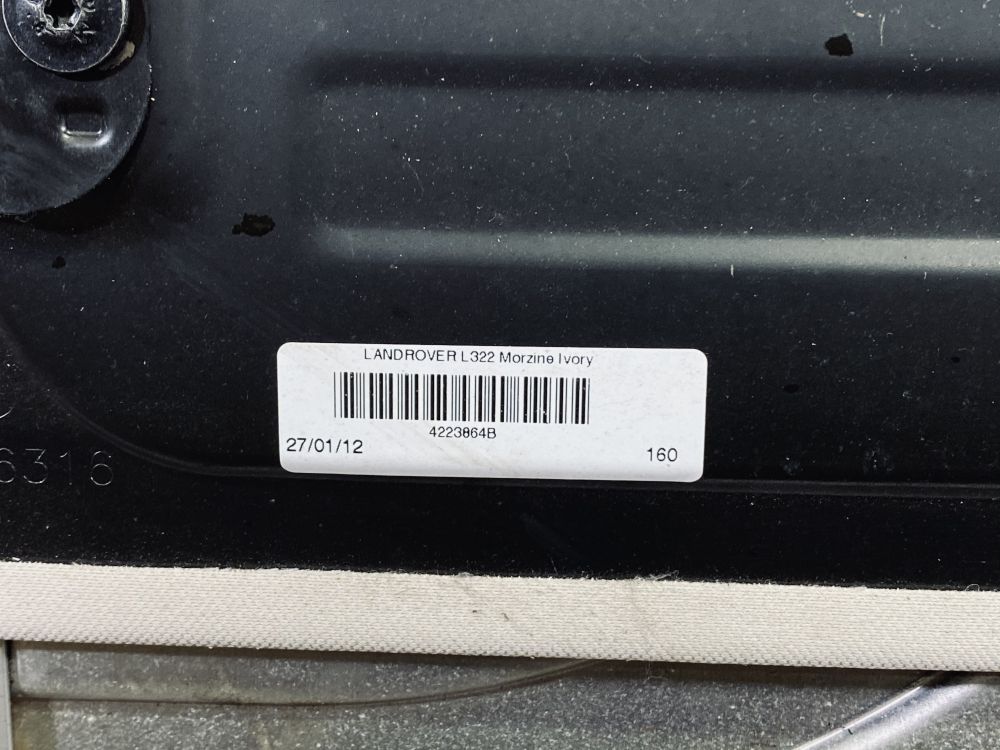 LANDROVER L322 Morzine Ivory
4223864B
27/01/12
160
6316